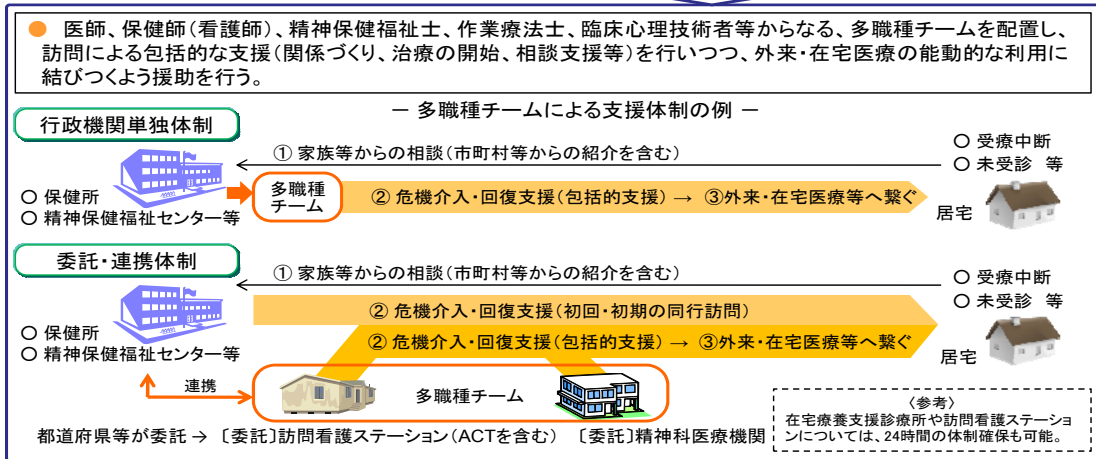 ● 医師、保健師(看護師)、精神保健福祉士、作業療法士、臨床心理技術者等からなる、多職種チームを配置し、
訪問による包括的な支援(関係づくり、治療の開始、相談支援等)を行いつつ、外来・在宅医療の能動的な利用に
結びつくよう援助を行う。
― 多職種チームによる支援体制の例 ―
行政機関単独体制
① 家族等からの相談(市町村等からの紹介を含む)
○ 受療中断
○ 未受診 等
○ 保健所
○ 精神保健福祉センター等
多職種
チーム
② 危機介入・回復支援(包括的支援) → ③外来・在宅医療等へ繋ぐ
居宅
委託・連携体制
① 家族等からの相談(市町村等からの紹介を含む)
○ 受療中断
○ 未受診 等
② 危機介入・回復支援(初回・初期の同行訪問)
○ 保健所
○ 精神保健福祉センター等
② 危機介入・回復支援(包括的支援) → ③外来・在宅医療等へ繋ぐ
居宅
連携
多職種チーム
都道府県等が委託→ 〔委託〕訪問看護ステーション(ACTを含む) 〔委託〕精神科医療機関
〈参考〉
在宅療養支援診療所や訪問看護ステーショ
ンについては、24時間の体制確保も可能。